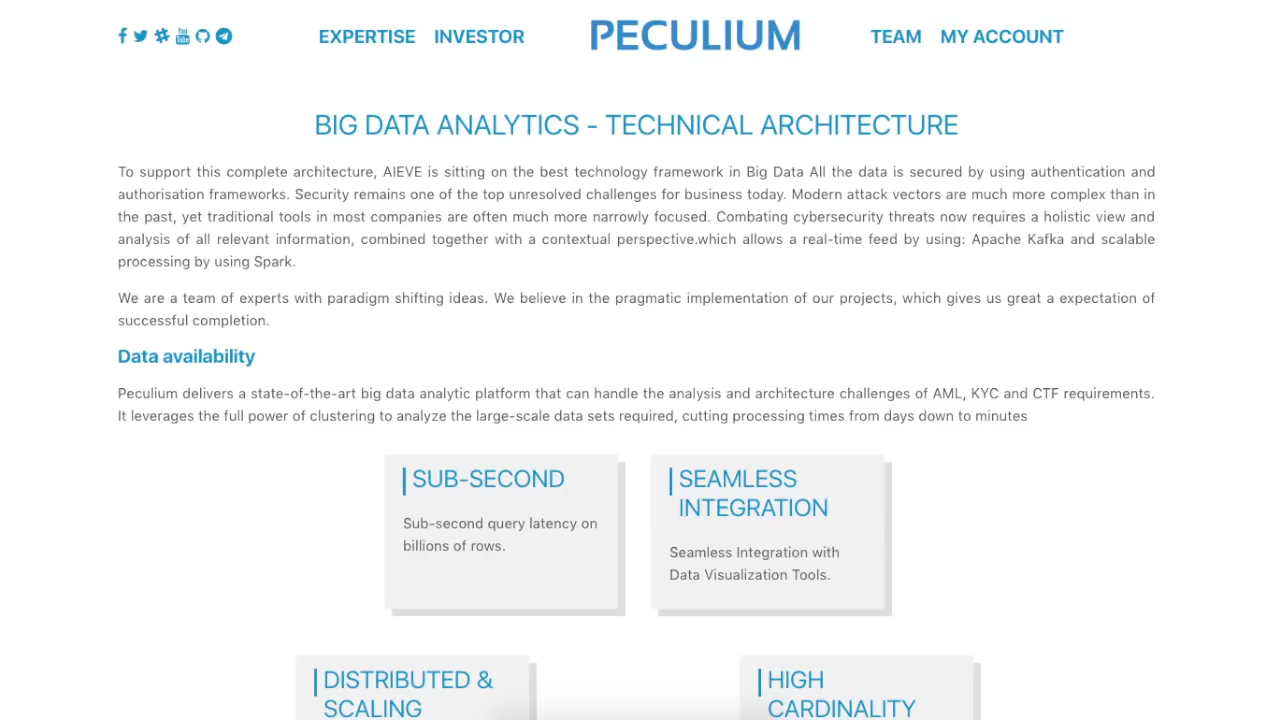 EXPERTISE INVESTOR PECULIUM TEAM MY ACCOUNT
BIG DATA ANALYTICS - TECHNICAL ARCHITECTURE
To support this complete architecture, AIEVE is sitting on the best technology framework in Big Data All the data is secured by using authentication and
authorisation frameworks. Security remains one of the top unresolved challenges for business today. Modern attack vectors are much more complex than in
the past, yet traditional tools in most companies are often much more narrowly focused. Combating cybersecurity threats now requires a holistic view and
analysis of all relevant information, combined together with a contextual perspective.which allows a real-time feed by using: Apache Kafka and scalable
processing by using Spark.
We are a team of experts with paradigm shifting ideas. We believe in the pragmatic implementation of our projects, which gives us great a expectation of
successful completion.
Data availability
Peculium delivers a state-of-the-art big data analytic platform that can handle the analysis and architecture challenges of AML, KYC and CTF requirements.
It leverages the full power of clustering to analyze the large-scale data sets required, cutting processing times from days down to minutes
SUB-SECOND
Sub-second query latency on
billions of rows.
SEAMLESS
INTEGRATION
Seamless Integration with
Data Visualization Tools.
DISTRIBUTED &
SCALING
HIGH
CARDINALITY